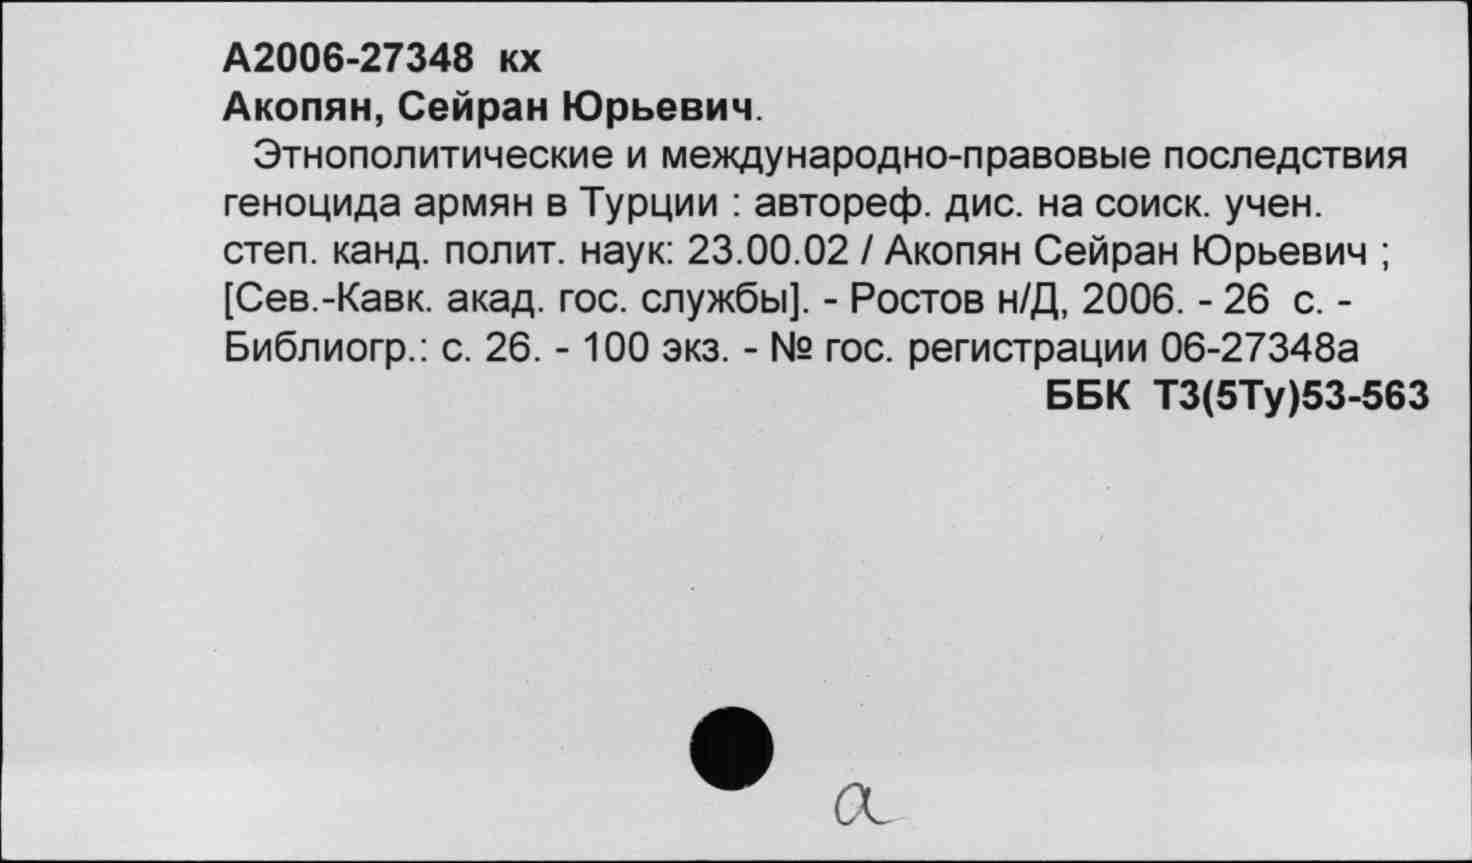 А2006-27348 кх
Акопян, Сейран Юрьевич.
Этнополитические и международно-правовые последствия
геноцида армян в Турции : автореф. дис. на соиск. учен.
степ. канд. полит. наук: 23.00.02 / Акопян Сейран Юрьевич ;
[Сев.-Кавк. акад. гос. службы]. - Ростов н/Д, 2006. - 26 с. -
Библиогр.: с. 26. - 100 экз. - № гос. регистрации 06-27348а
ББК Т3(5Ту)53-563
а